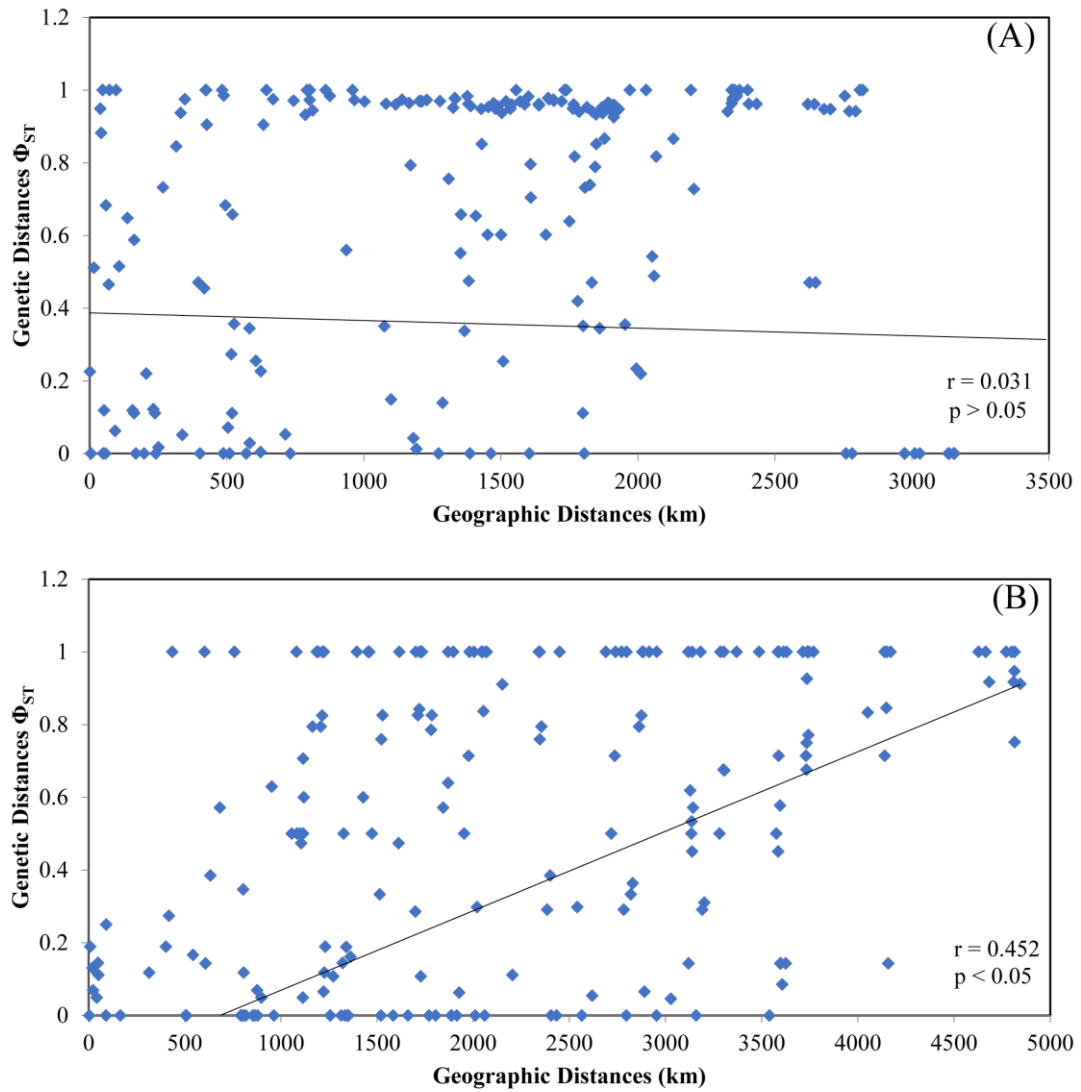 (A)
Genetic Distances Φ_ST
1.2
1
0.8
0.6
0.4
0.2
0
r = 0.031
p > 0.05
0 500 1000 1500 2000 2500 3000 3500
Geographic Distances (km)
(B)
Genetic Distances Φ_ST
1.2
1
0.8
0.6
0.4
0.2
0
r = 0.452
p < 0.05
0 500 1000 1500 2000 2500 3000 3500 4000 4500 5000
Geographic Distances (km)